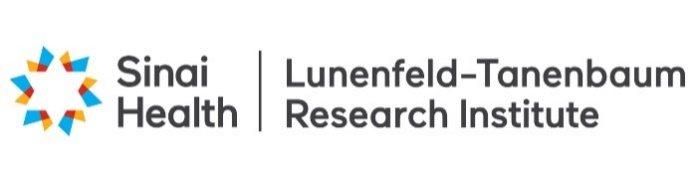 Sinai
Health
Lunenfeld–Tanenbaum
Research Institute